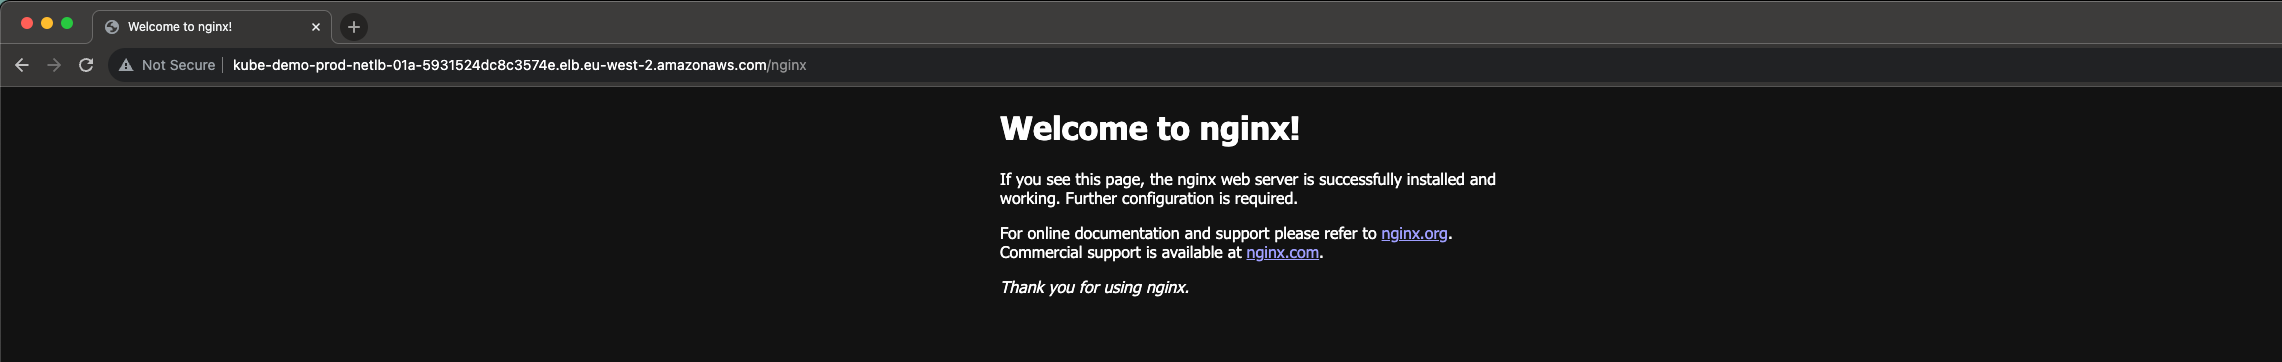 Welcome to nginx!
Not Secure kube-demo-prod-netlb-01a-5931524dc8c3574e.elb.eu-west-2.amazonaws.com/nginx
Welcome to nginx!
If you see this page, the nginx web server is successfully installed and
working. Further configuration is required.
For online documentation and support please refer to nginx.org.
Commercial support is available at nginx.com.
Thank you for using nginx.